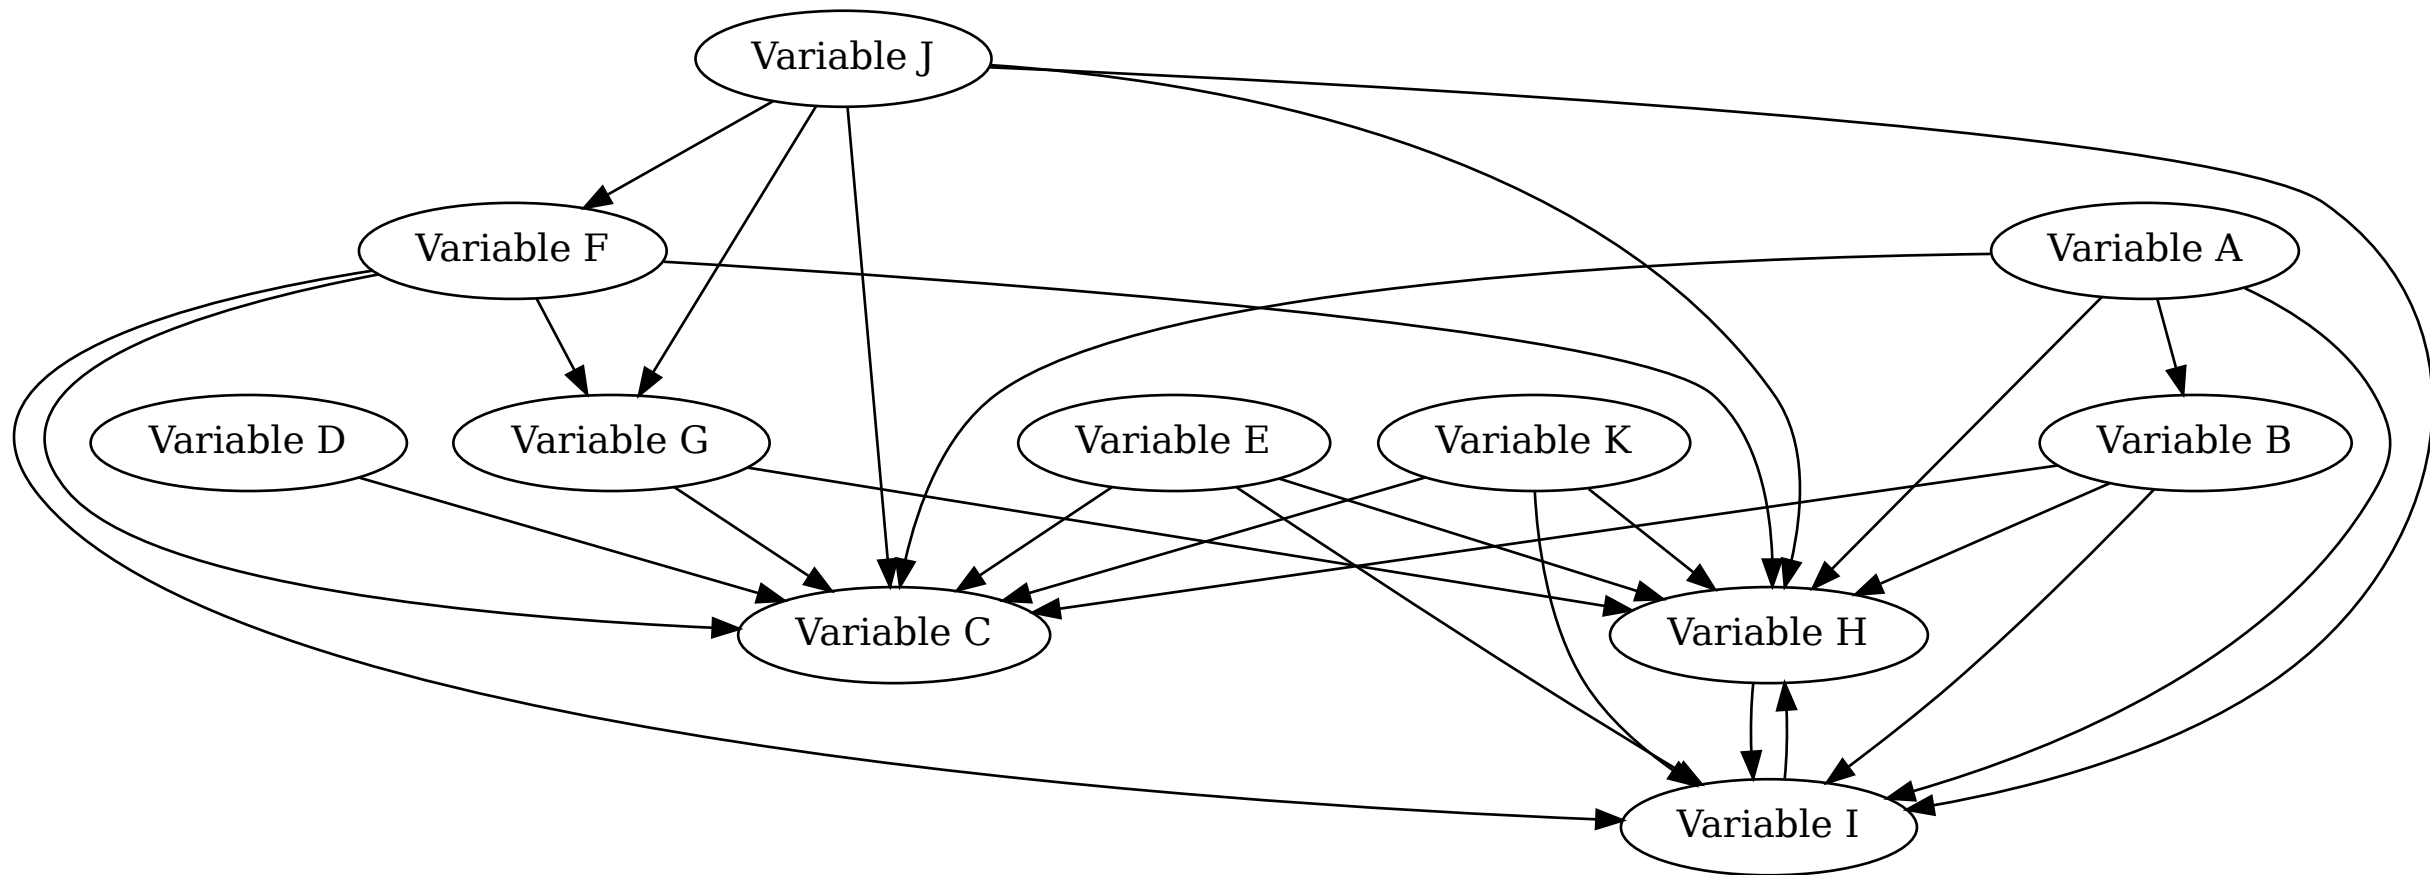 Variable J
Variable F
Variable A
Variable D
Variable G
Variable E
Variable K
Variable B
Variable C
Variable H
Variable I